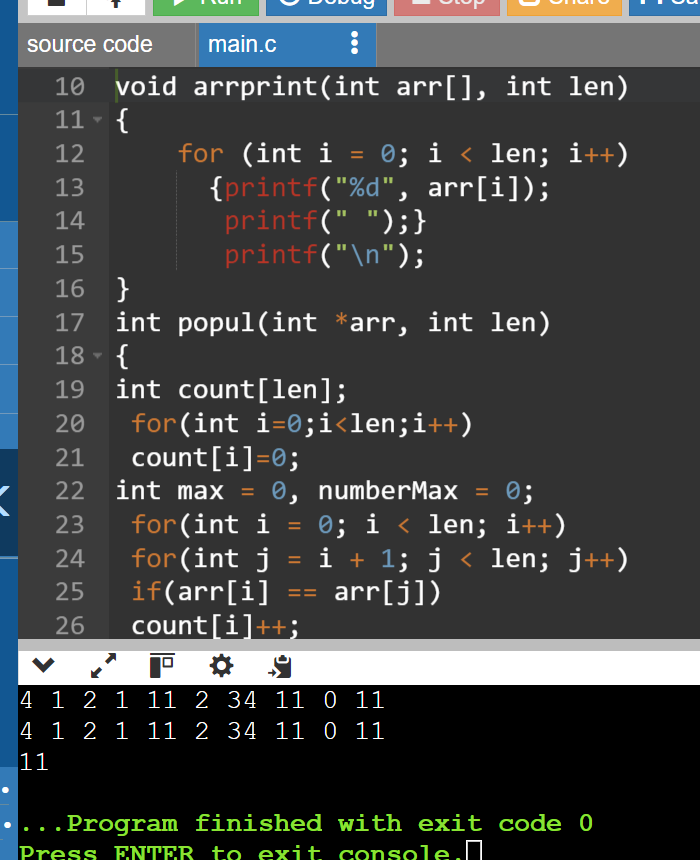 Run Debug Stop Share Save
source code main.c
10 void arrprint(int arr[], int len)
11 {
12 for (int i = 0; i < len; i++)
13 {printf("%d", arr[i]);
14 printf(" ");}
15 printf("\n");
16 }
17 int popul(int *arr, int len)
18 {
19 int count[len];
20 for(int i=0;i<len;i++)
21 count[i]=0;
22 int max = 0, numberMax = 0;
23 for(int i = 0; i < len; i++)
24 for(int j = i + 1; j < len; j++)
25 if(arr[i] == arr[j])
26 count[i]++;
4 1 2 1 11 2 34 11 0 11
4 1 2 1 11 2 34 11 0 11
11
...Program finished with exit code 0
Press ENTER to exit console.